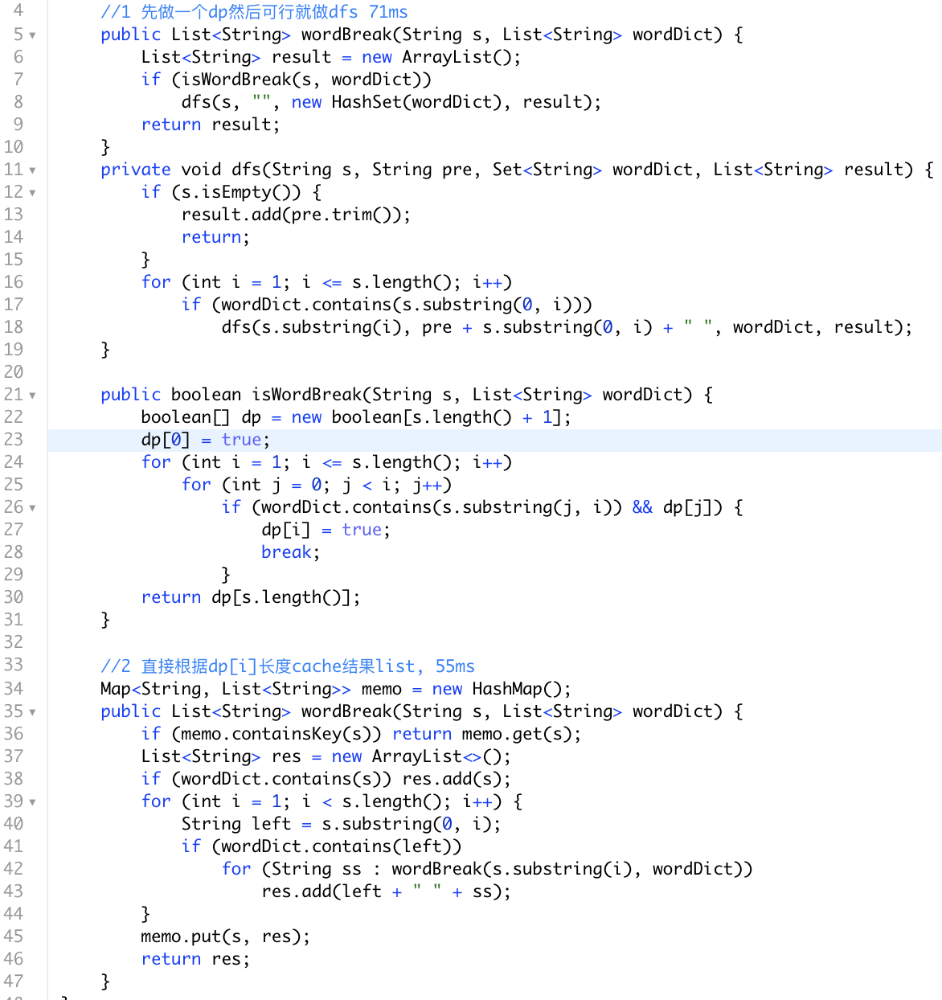 4 //1 先做一个dp然后可行就做dfs 71ms
5 public List<String> wordBreak(String s, List<String> wordDict) {
6 List<String> result = new ArrayList();
7 if (isWordBreak(s, wordDict))
8 dfs(s, "", new HashSet(wordDict), result);
9 return result;
10 }
11 private void dfs(String s, String pre, Set<String> wordDict, List<String> result) {
12 if (s.isEmpty()) {
13 result.add(pre.trim());
14 return;
15 }
16 for (int i = 1; i <= s.length(); i++)
17 if (wordDict.contains(s.substring(0, i)))
18 dfs(s.substring(i), pre + s.substring(0, i) + " ", wordDict, result);
19 }
20
21 public boolean isWordBreak(String s, List<String> wordDict) {
22 boolean[] dp = new boolean[s.length() + 1];
23 dp[0] = true;
24 for (int i = 1; i <= s.length(); i++)
25 for (int j = 0; j < i; j++)
26 if (wordDict.contains(s.substring(j, i)) && dp[j]) {
27 dp[i] = true;
28 break;
29 }
30 return dp[s.length()];
31 }
32
33 //2 直接根据dp[i]长度cache结果list, 55ms
34 Map<String, List<String>> memo = new HashMap();
35 public List<String> wordBreak(String s, List<String> wordDict) {
36 if (memo.containsKey(s)) return memo.get(s);
37 List<String> res = new ArrayList<>();
38 if (wordDict.contains(s)) res.add(s);
39 for (int i = 1; i < s.length(); i++) {
40 String left = s.substring(0, i);
41 if (wordDict.contains(left))
42 for (String ss : wordBreak(s.substring(i), wordDict))
43 res.add(left + " " + ss);
44 }
45 memo.put(s, res);
46 return res;
47 }